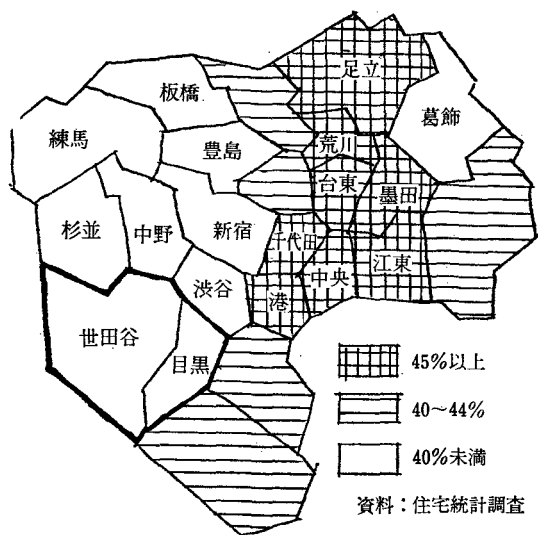 足立
板橋
葛飾
練馬
荒川
豊島
台東
墨田
杉並
中野
新宿
千代田
江東
渋谷
中央
港
世田谷
目黒
45%以上
40～44%
40%未満
資料：住宅統計調査